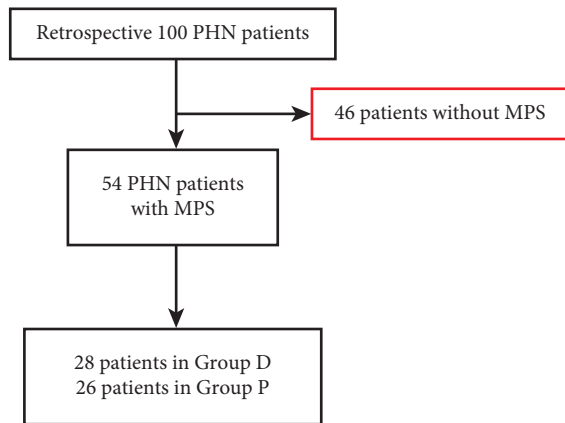 Retrospective 100 PHN patients
46 patients without MPS
54 PHN patients
with MPS
28 patients in Group D
26 patients in Group P